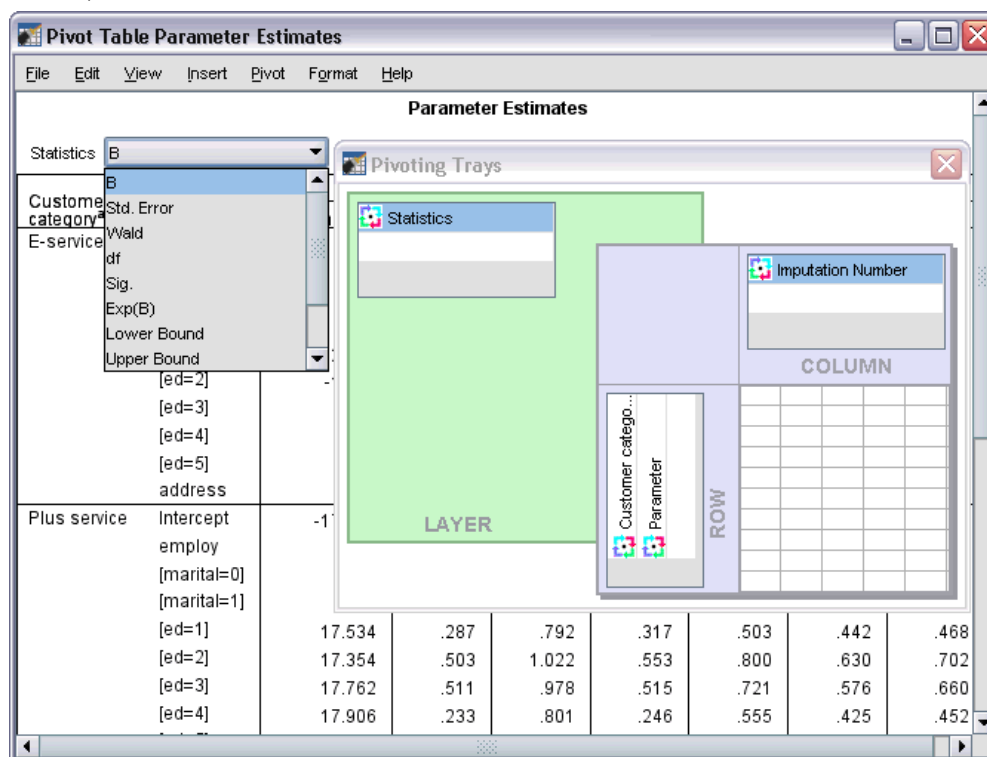 Pivot Table Parameter Estimates
File Edit View Insert Pivot Format Help
Parameter Estimates
Statistics B
B
Std. Error
Wald
df
Sig.
Exp(B)
Lower Bound
Upper Bound
category a
E-service
[ed=2]
[ed=3]
[ed=4]
[ed=5]
address
Plus service Intercept -1
employ
[marital=0]
[marital=1]
[ed=1] 17.534 .287 .792 .317 .503 .442 .468
[ed=2] 17.354 .503 1.022 .553 .800 .630 .702
[ed=3] 17.762 .511 .978 .515 .721 .576 .660
[ed=4] 17.906 .233 .801 .246 .555 .425 .452
Pivoting Trays
Statistics
LAYER
Imputation Number
COLUMN
Customer catego...
Parameter
ROW